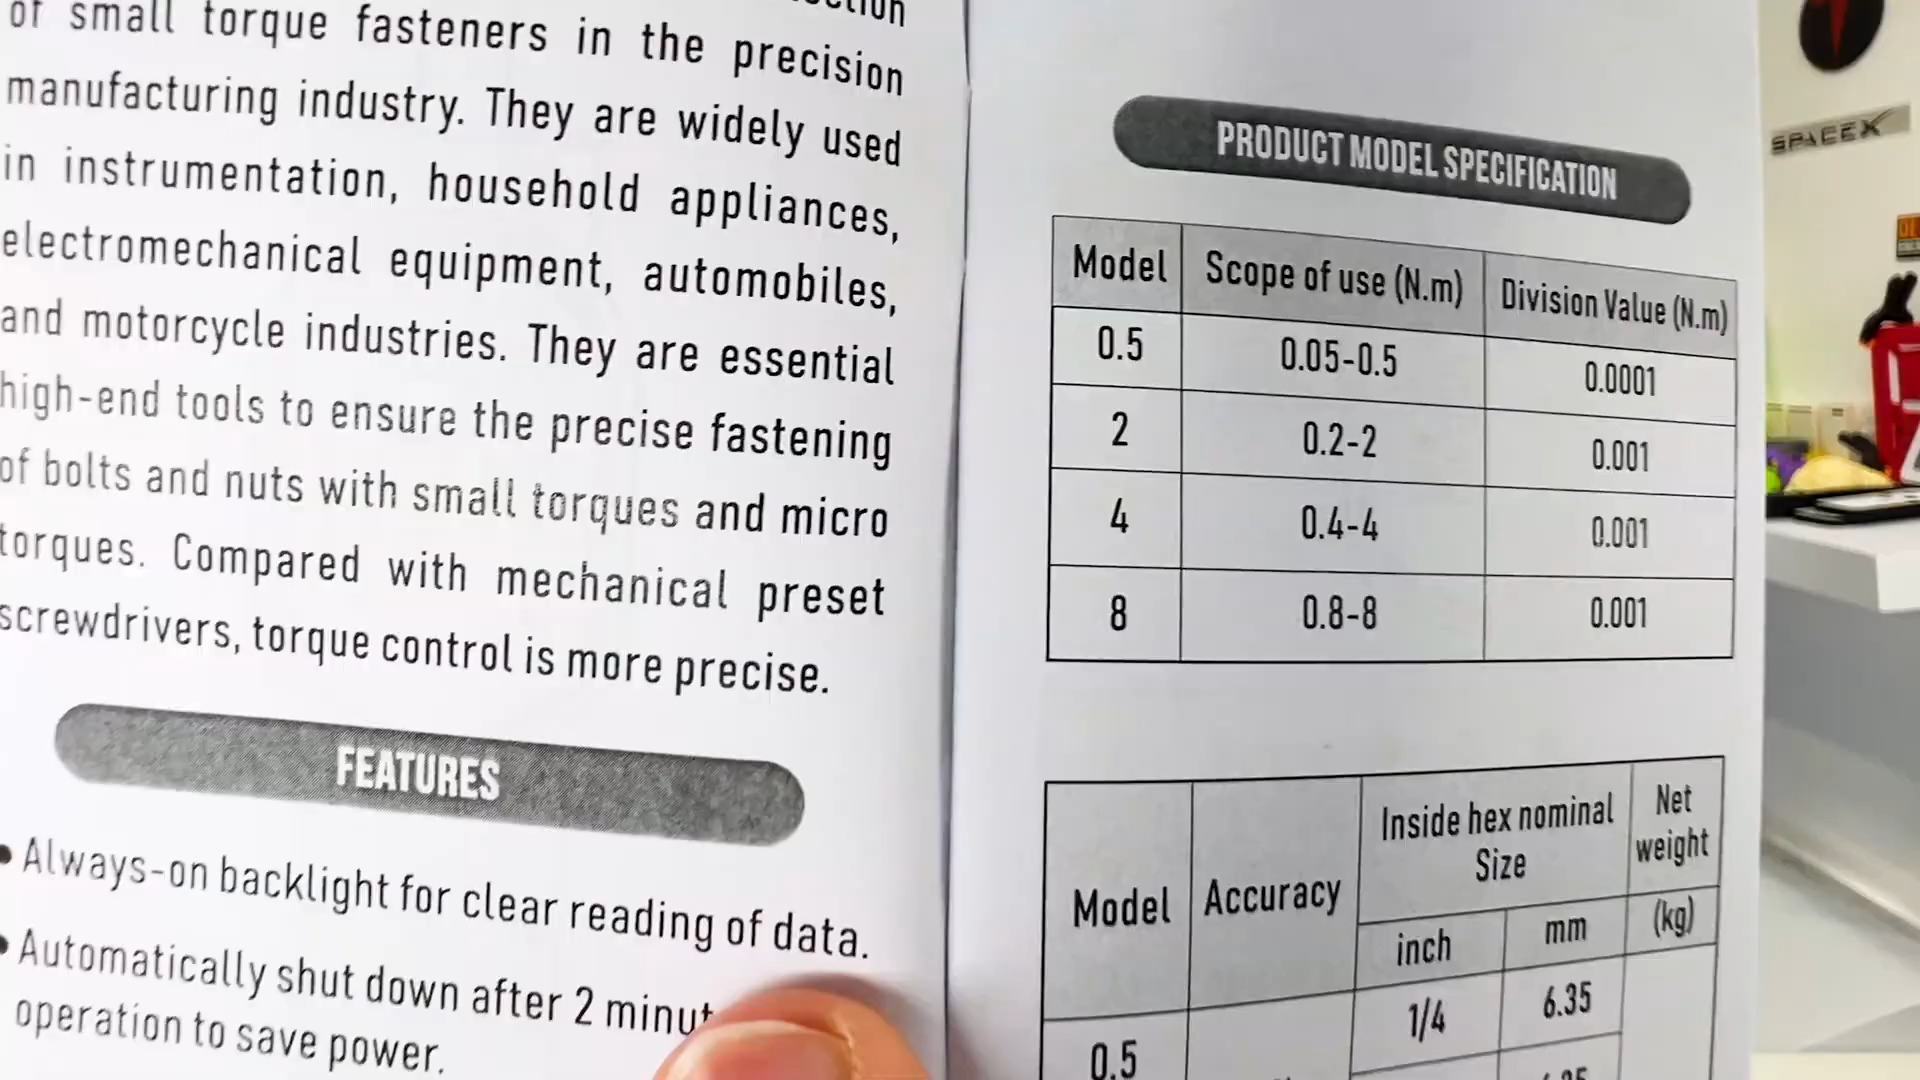 of small torque fasteners in the precision
manufacturing industry. They are widely used
in instrumentation, household appliances,
electromechanical equipment, automobiles,
and motorcycle industries. They are essential
high-end tools to ensure the precise fastening
of bolts and nuts with small torques and micro
torques. Compared with mechanical preset
screwdrivers, torque control is more precise.
FEATURES
• Always-on backlight for clear reading of data.
• Automatically shut down after 2
operation to save power.
PRODUCT MODEL SPECIFICATION
Model Scope of use (N.m) Division Value (N.m)
0.5 0.05-0.5 0.0001
2 0.2-2 0.001
4 0.4-4 0.001
8 0.8-8 0.001
Model Accuracy Inside hex nominal Size Net weight (kg)
inch mm
0.5 1/4 6.35
SPACEX